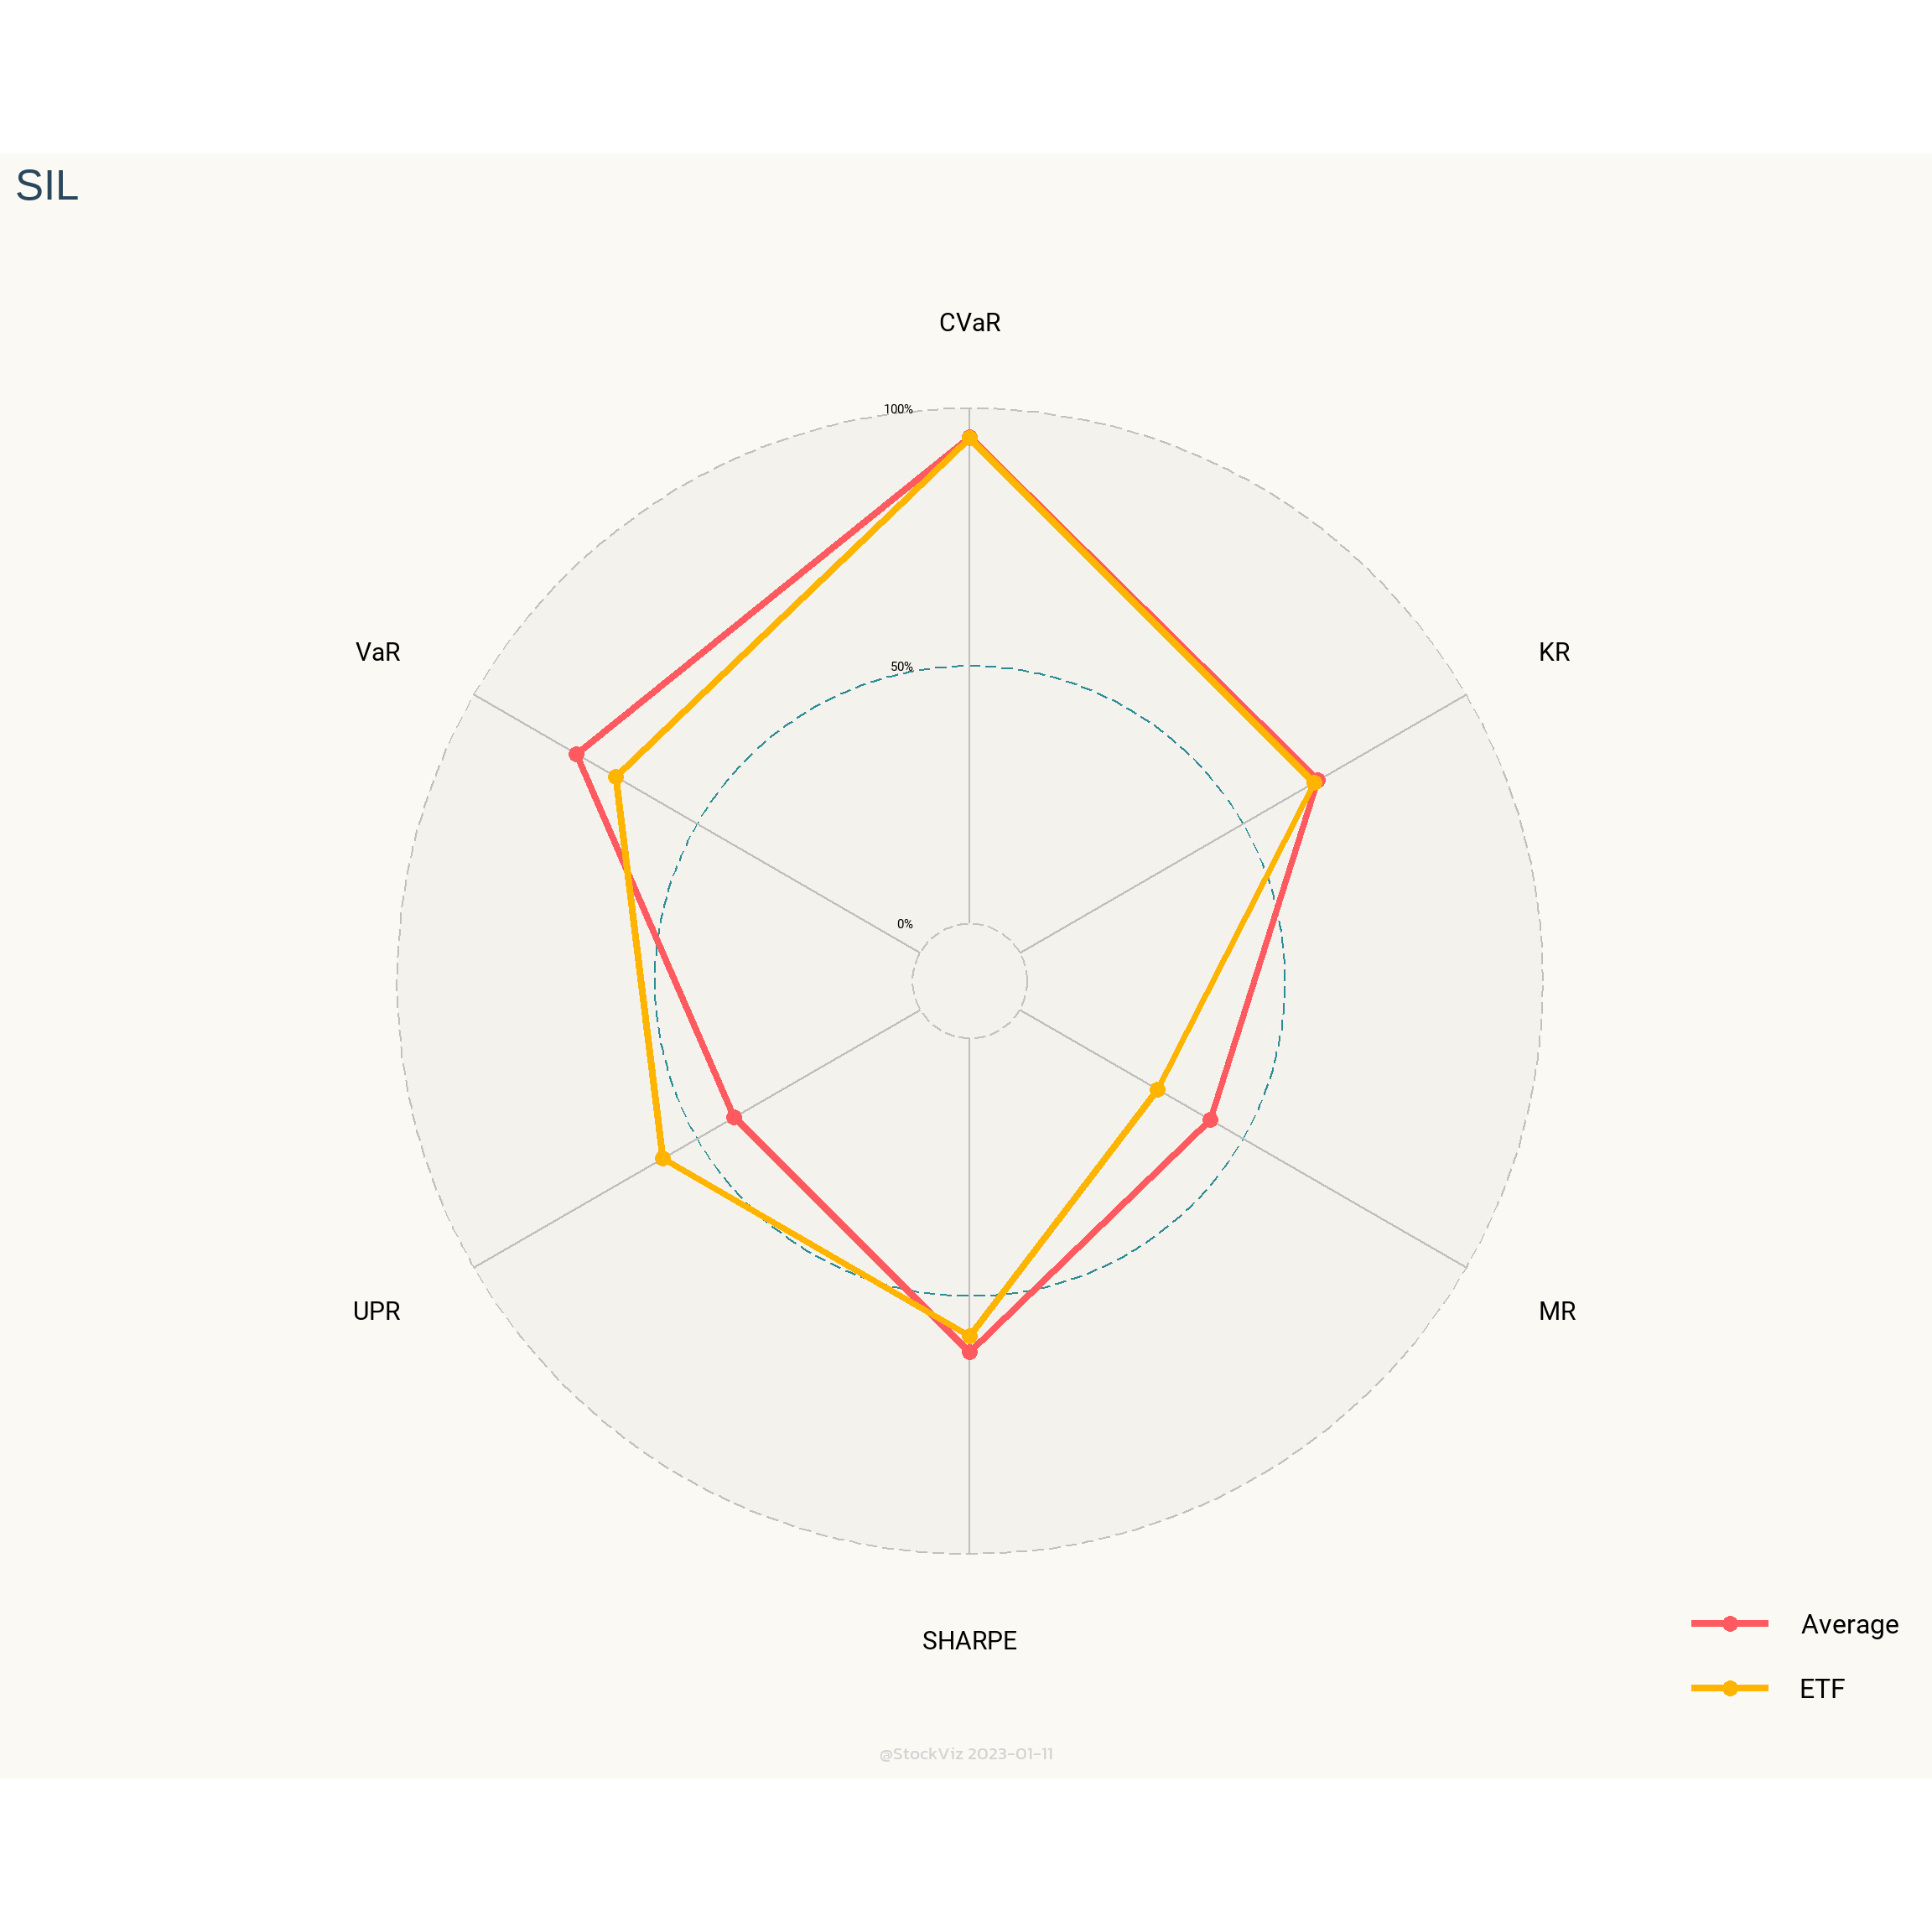 SIL
CVaR
100%
VaR
KR
50%
0%
UPR
MR
SHARPE
Average
ETF
@StockViz 2023-01-11